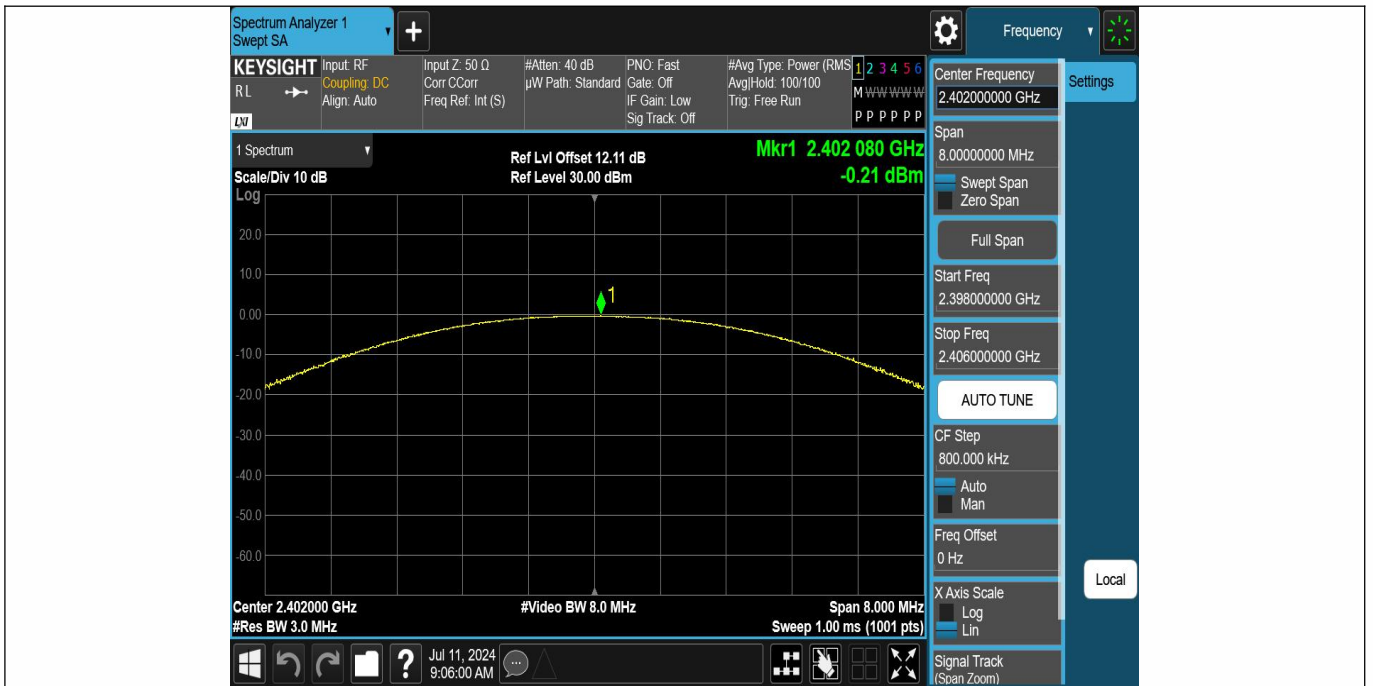 Spectrum Analyzer 1
Swept SA
+
Frequency
KEYSIGHT
RL
LXI
Input: RF
Coupling: DC
Align: Auto
Input Z: 50 Ω
Corr CCorr
Freq Ref: Int (S)
#Atten: 40 dB
µW Path: Standard
PNO: Fast
Gate: Off
IF Gain: Low
Sig Track: Off
#Avg Type: Power (RMS
Avg|Hold: 100/100
Trig: Free Run
1 2 3 4 5 6
M W W W W W
P P P P P P
1 Spectrum
Scale/Div 10 dB
Ref Lvl Offset 12.11 dB
Ref Level 30.00 dBm
Mkr1 2.402 080 GHz
-0.21 dBm
Log
20.0
10.0
0.00
-10.0
-20.0
-30.0
-40.0
-50.0
-60.0
1
Center 2.402000 GHz
#Res BW 3.0 MHz
#Video BW 8.0 MHz
Span 8.000 MHz
Sweep 1.00 ms (1001 pts)
Center Frequency
2.402000000 GHz
Settings
Span
8.00000000 MHz
Swept Span
Zero Span
Full Span
Start Freq
2.398000000 GHz
Stop Freq
2.406000000 GHz
AUTO TUNE
CF Step
800.000 kHz
Auto
Man
Freq Offset
0 Hz
X Axis Scale
Log
Lin
Signal Track
(Span Zoom)
Local
?
Jul 11, 2024
9:06:00 AM